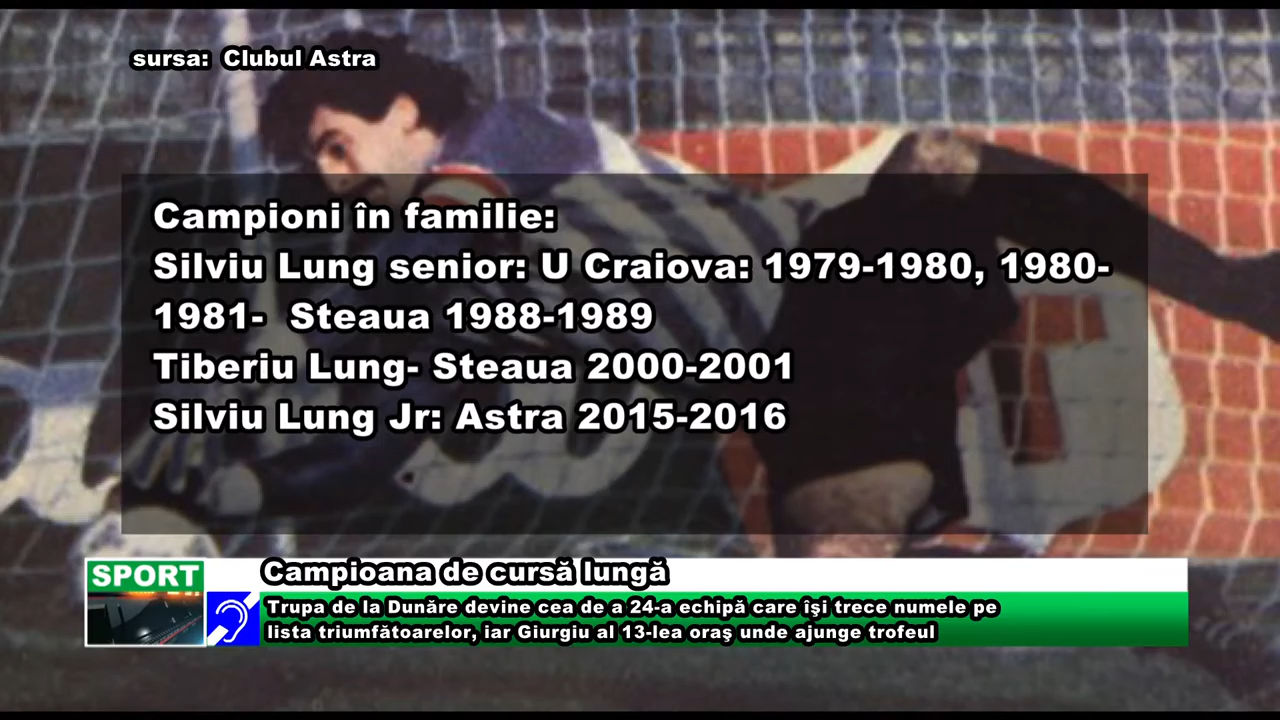 sursa: Clubul Astra
Campioni în familie:
Silviu Lung senior: U Craiova: 1979-1980, 1980-
1981- Steaua 1988-1989
Tiberiu Lung- Steaua 2000-2001
Silviu Lung Jr: Astra 2015-2016
SPORT
Campioana de cursă lungă
Trupa de la Dunăre devine cea de a 24-a echipă care îşi trece numele pe
lista triumfătoarelor, iar Giurgiu al 13-lea oraş unde ajunge trofeul